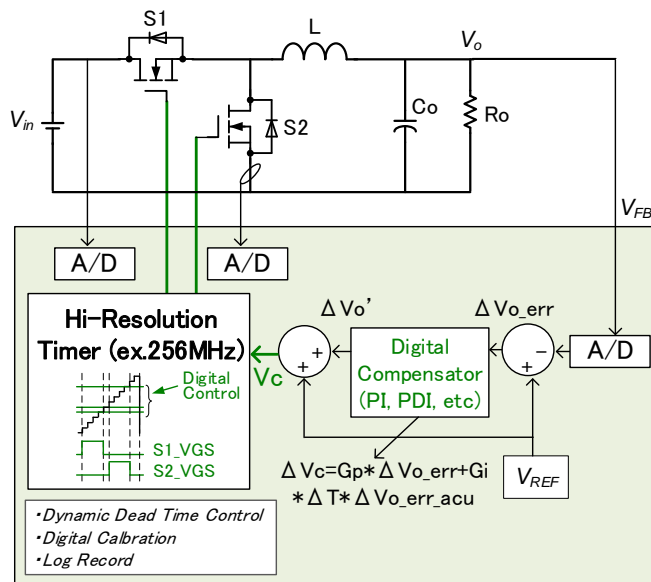 S1
L
Vo
Vin
S2
Co
Ro
VFB
A/D
A/D
Hi-Resolution
Timer (ex.256MHz)
Digital
Control
S1_VGS
S2_VGS
Vc
+
+
ΔVo'
Digital
Compensator
(PI, PDI, etc)
ΔVo_err
−
+
A/D
ΔVc=Gp*ΔVo_err+Gi
*ΔT*ΔVo_err_acu
VREF
・Dynamic Dead Time Control
・Digital Calbration
・Log Record